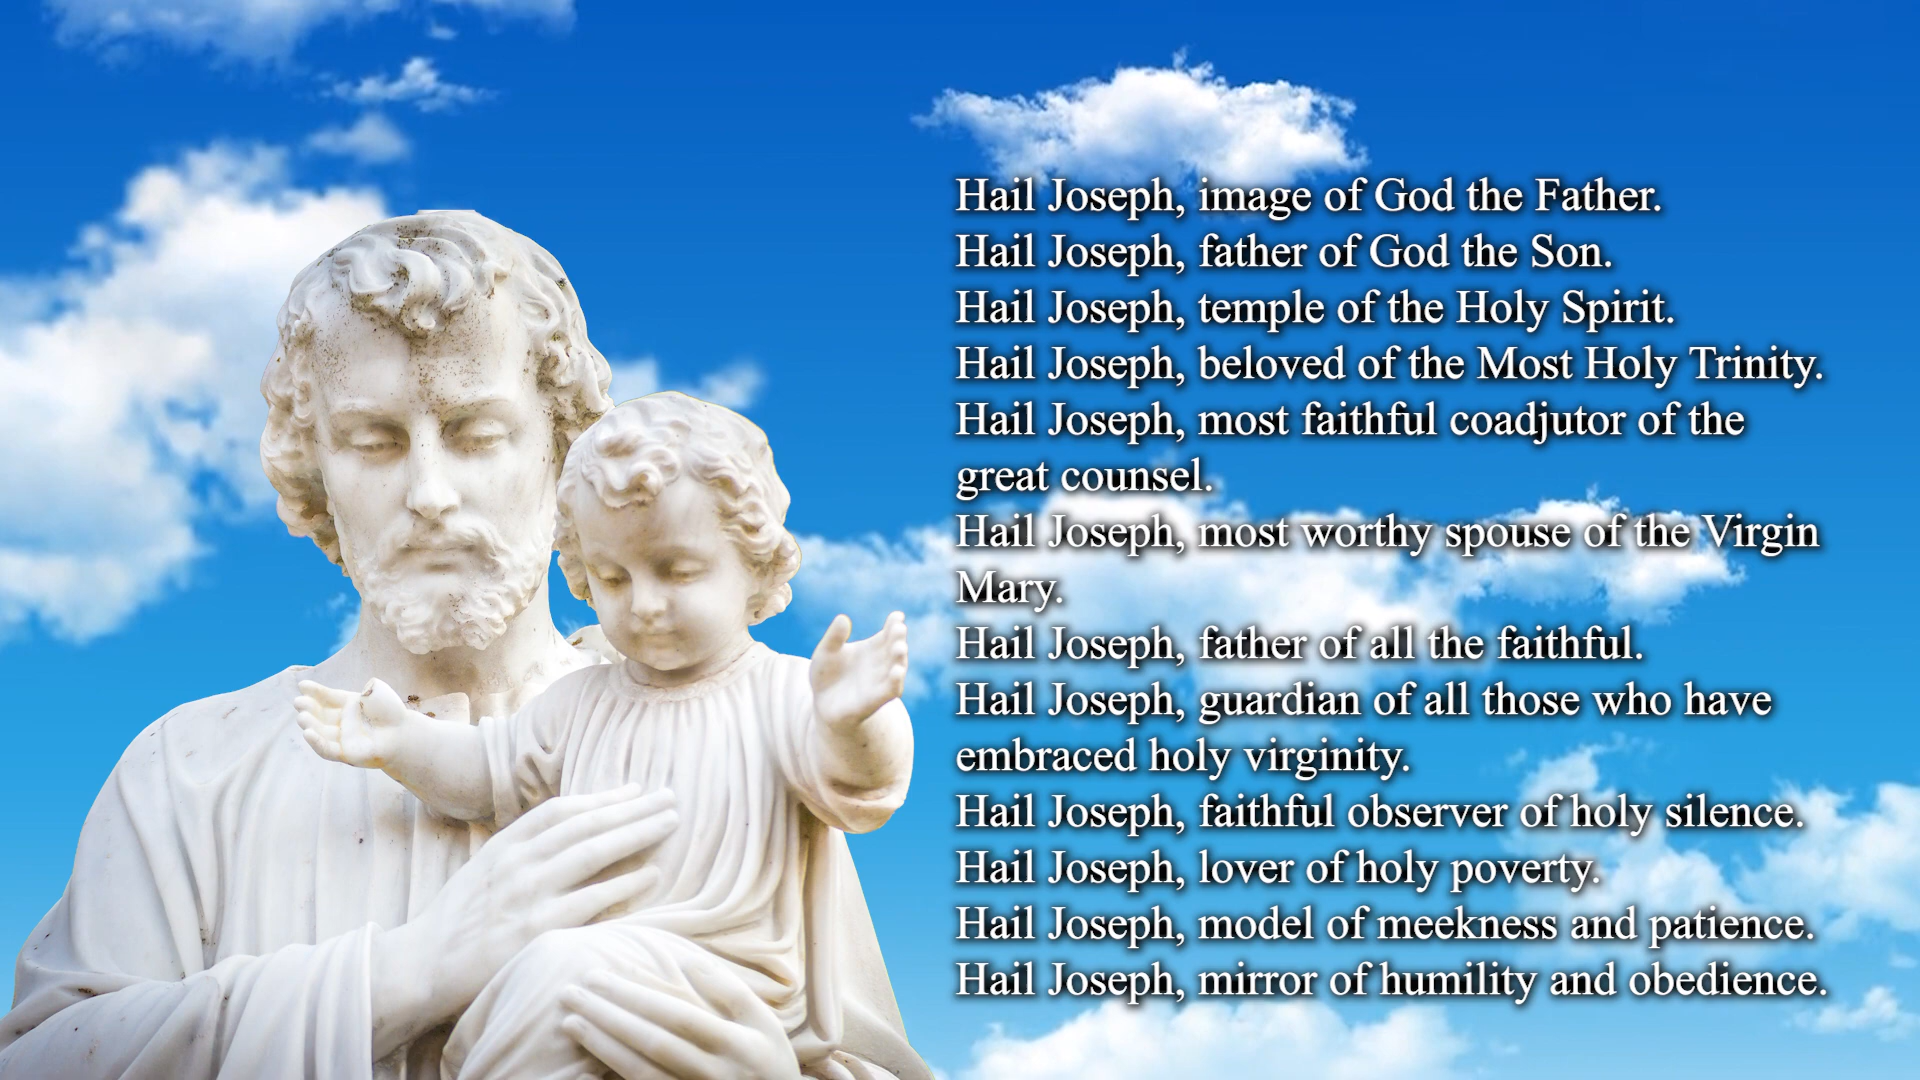 Hail Joseph, image of God the Father.
Hail Joseph, father of God the Son.
Hail Joseph, temple of the Holy Spirit.
Hail Joseph, beloved of the Most Holy Trinity.
Hail Joseph, most faithful coadjutor of the
great counsel.
Hail Joseph, most worthy spouse of the Virgin
Mary.
Hail Joseph, father of all the faithful.
Hail Joseph, guardian of all those who have
embraced holy virginity.
Hail Joseph, faithful observer of holy silence.
Hail Joseph, lover of holy poverty.
Hail Joseph, model of meekness and patience.
Hail Joseph, mirror of humility and obedience.